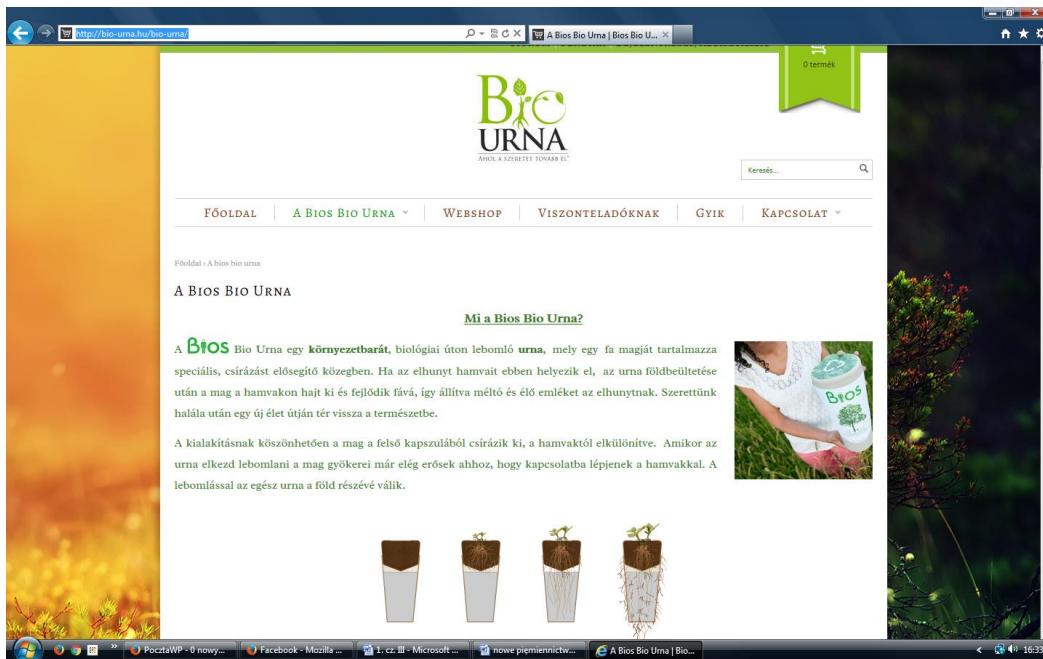 http://bio-urna.hu/bio-urna/
A Bios Bio Urna | Bios Bio U...
0 termék
Bio
URNA
AHOL A SZERETET TOVÁBB ÉL
Keresés...
FŐOLDAL A BIOS BIO URNA WEBSHOP VISZONTELADÓKNAK GYIK KAPCSOLAT
Főoldal › A bios bio urna
A BIOS BIO URNA
Mi a Bios Bio Urna?
A BIOS Bio Urna egy környezetbarát, biológiai úton lebomló urna, mely egy fa magját tartalmazza
speciális, csírázást elősegítő közegben. Ha az elhunyt hamvait ebben helyezik el, az urna földbeültetése
után a mag a hamvakon hajt ki és fejlődik fává, így állítva méltó és élő emléket az elhunytnak. Szerettünk
halála után egy új élet útján tér vissza a természetbe.
BIOS
A kialakításnak köszönhetően a mag a felső kapszulából csírázik ki, a hamvaktól elkülönítve. Amikor az
urna elkezd lebomlani a mag gyökerei már elég erősek ahhoz, hogy kapcsolatba lépjenek a hamvakkal. A
lebomlással az egész urna a föld részévé válik.
PocztaWP - 0 nowy... Facebook - Mozilla ... 1. cz. III - Microsoft ... nowe piśmiennictw... A Bios Bio Urna | Bio... 16:33